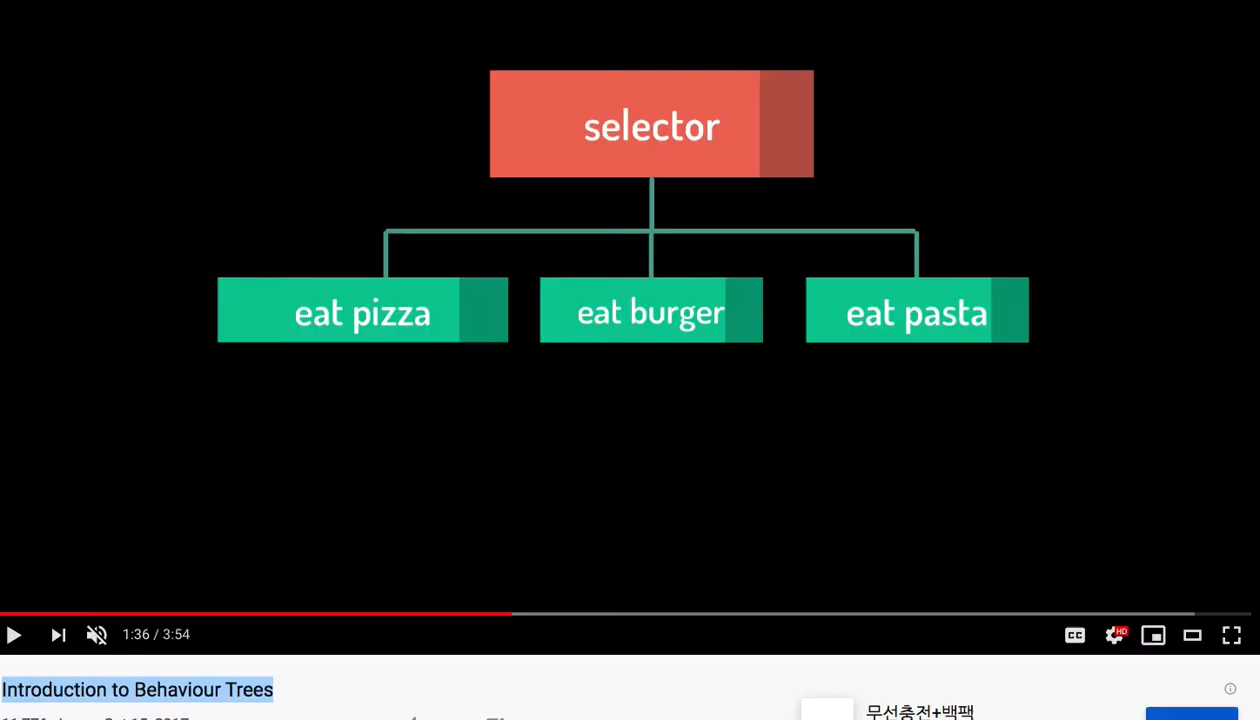 selector
eat pizza
eat burger
eat pasta
1:36 / 3:54
CC
HD
Introduction to Behaviour Trees
무선충전+백팩